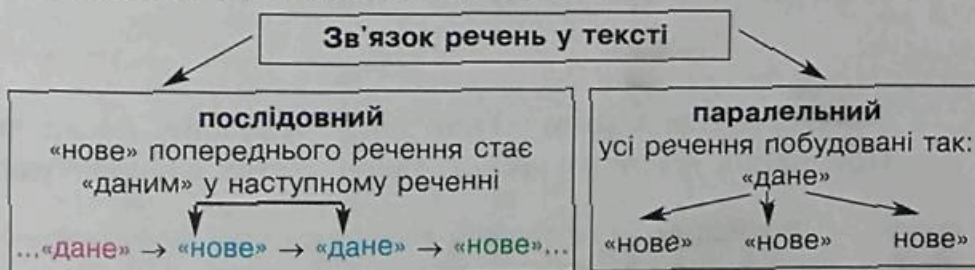 Зв'язок речень у тексті
послідовний
«нове» попереднього речення стає
«даним» у наступному реченні
...«дане» → «нове» → «дане» → «нове»...
паралельний
усі речення побудовані так:
«дане»
«нове» «нове» нове»